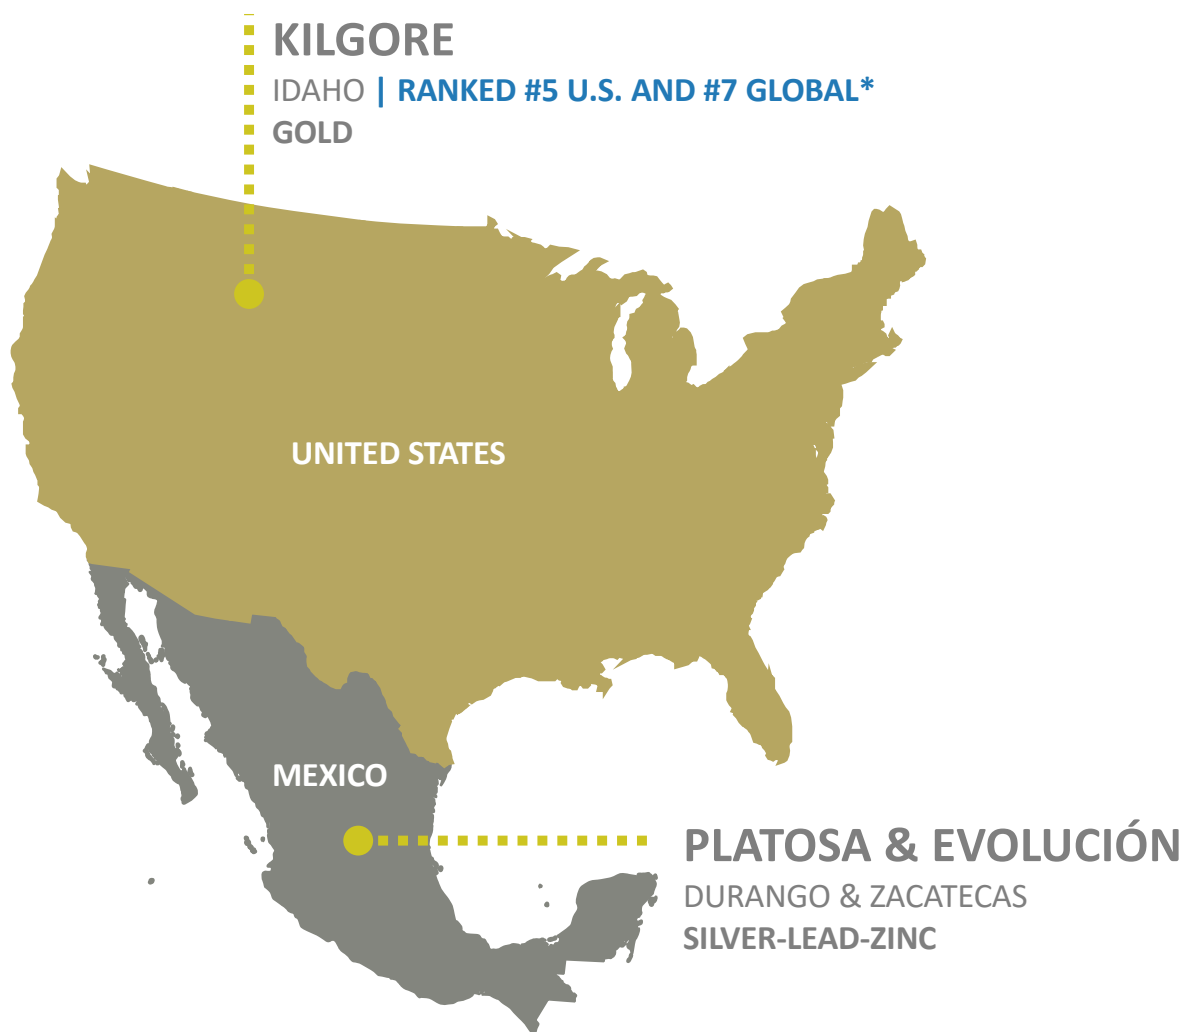 KILGORE
IDAHO | RANKED #5 U.S. AND #7 GLOBAL*
GOLD
UNITED STATES
MEXICO
PLATOSA & EVOLUCIÓN
DURANGO & ZACATECAS
SILVER-LEAD-ZINC